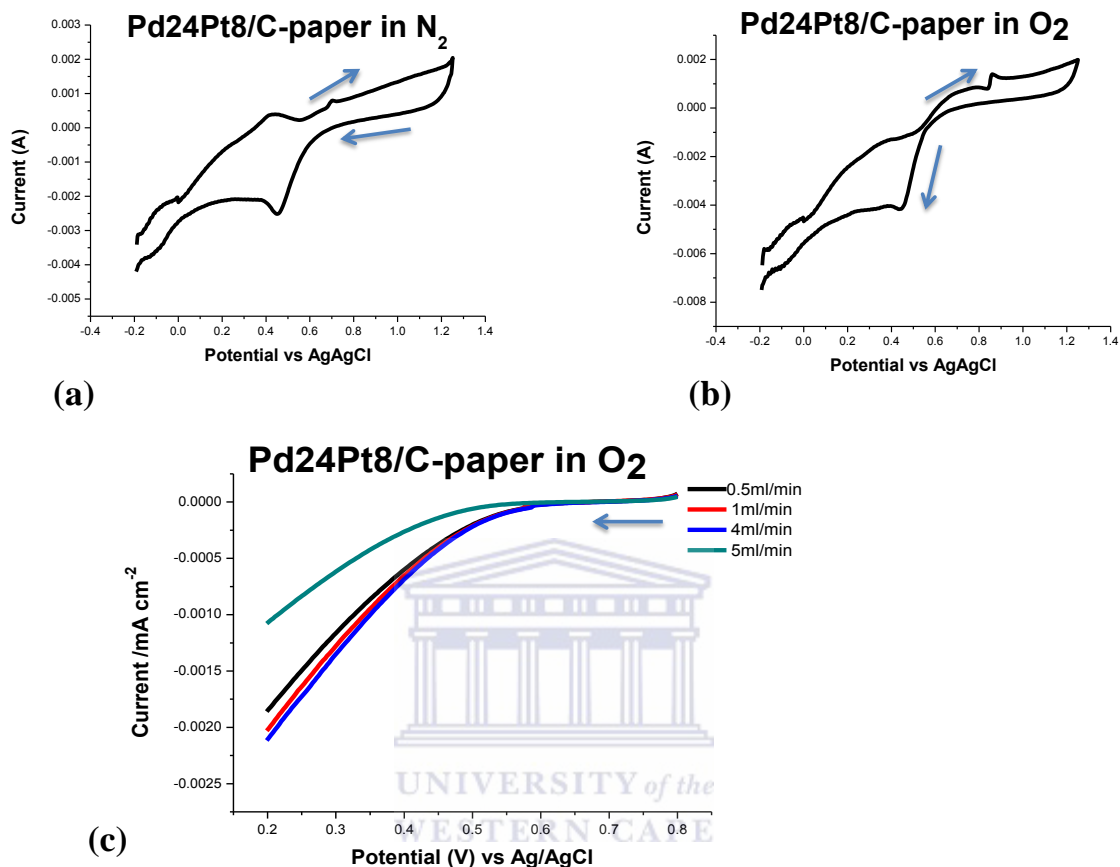 Pd24Pt8/C-paper in N2
0.003
0.002
0.001
0.000
-0.001
-0.002
-0.003
-0.004
-0.005
Current (A)
-0.4 -0.2 0.0 0.2 0.4 0.6 0.8 1.0 1.2 1.4
Potential vs AgAgCl
(a)
Pd24Pt8/C-paper in O2
0.002
0.000
0.002
-0.004
-0.006
-0.008
Current (A)
-0.4 -0.2 0.0 0.2 0.4 0.6 0.8 1.0 1.2 1.4
Potential vs AgAgCl
(b)
Pd24Pt8/C-paper in O2
0.5ml/min
1ml/min
4ml/min
5ml/min
0.0000
-0.0005
-0.0010
-0.0015
-0.0020
-0.0025
Current /mA cm-2
UNIVERSITY of the
WESTERN CAPE
0.2 0.3 0.4 0.5 0.6 0.7 0.8
Potential (V) vs Ag/AgCl
(c)